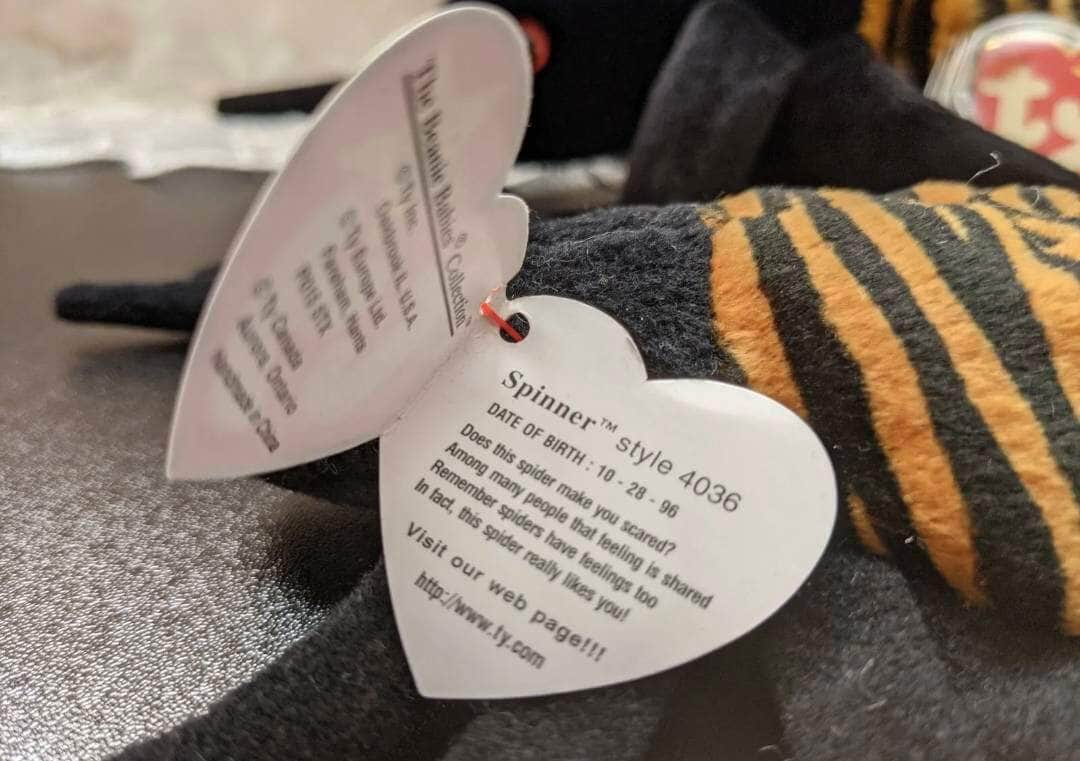 The Beanie Babies® Collection™
© Ty Inc.
Oakbrook IL, U.S.A.
© Ty Europe Ltd.
Fareham, Hants
PO15 5TX
© Ty Canada
Aurora, Ontario
Handmade in China
Spinner™ style 4036
DATE OF BIRTH : 10 - 28 - 96
Does this spider make you scared?
Among many people that feeling is shared
Remember spiders have feelings too
In fact, this spider really likes you!
Visit our web page!!!
http://www.ty.com
ty